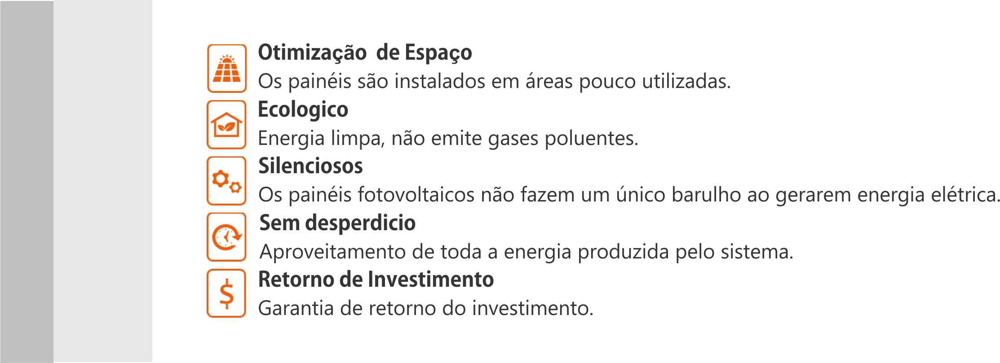 Otimização  de Espaço
Os painéis são instalados em áreas pouco utilizadas.
Ecologico
Energia limpa, não emite gases poluentes.
Silenciosos
Os painéis fotovoltaicos não fazem um único barulho ao gerarem energia elétrica.
Sem desperdicio
Aproveitamento de toda a energia produzida pelo sistema.
$
Retorno de Investimento
Garantia de retorno do investimento.